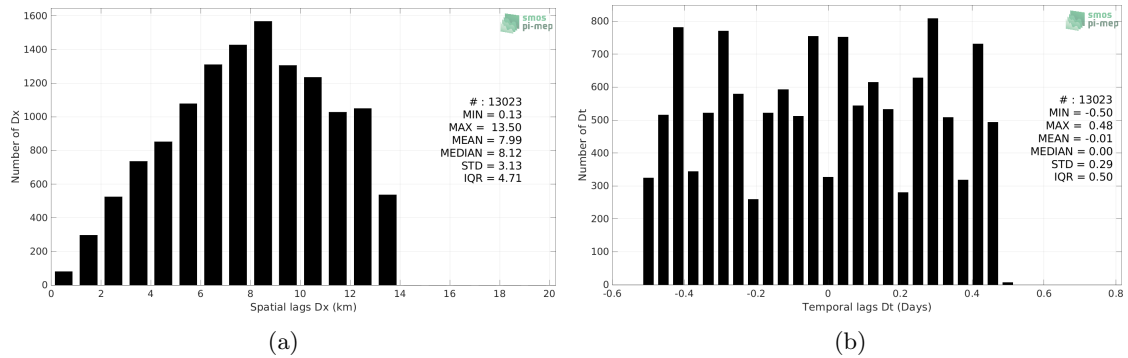 1600
1400
1200
1000
800
600
400
200
0
0 2 4 6 8 10 12 14 16 18 20
Number of Dx
Spatial lags Dx (km)
smos
pi-mep
# : 13023
MIN = 0.13
MAX = 13.50
MEAN = 7.99
MEDIAN = 8.12
STD = 3.13
IQR = 4.71
(a)
800
700
600
500
400
300
200
100
0
-0.6 -0.4 -0.2 0 0.2 0.4 0.6 0.8
Number of Dt
Temporal lags Dt (Days)
smos
pi-mep
# : 13023
MIN = -0.50
MAX = 0.48
MEAN = -0.01
MEDIAN = 0.00
STD = 0.29
IQR = 0.50
(b)